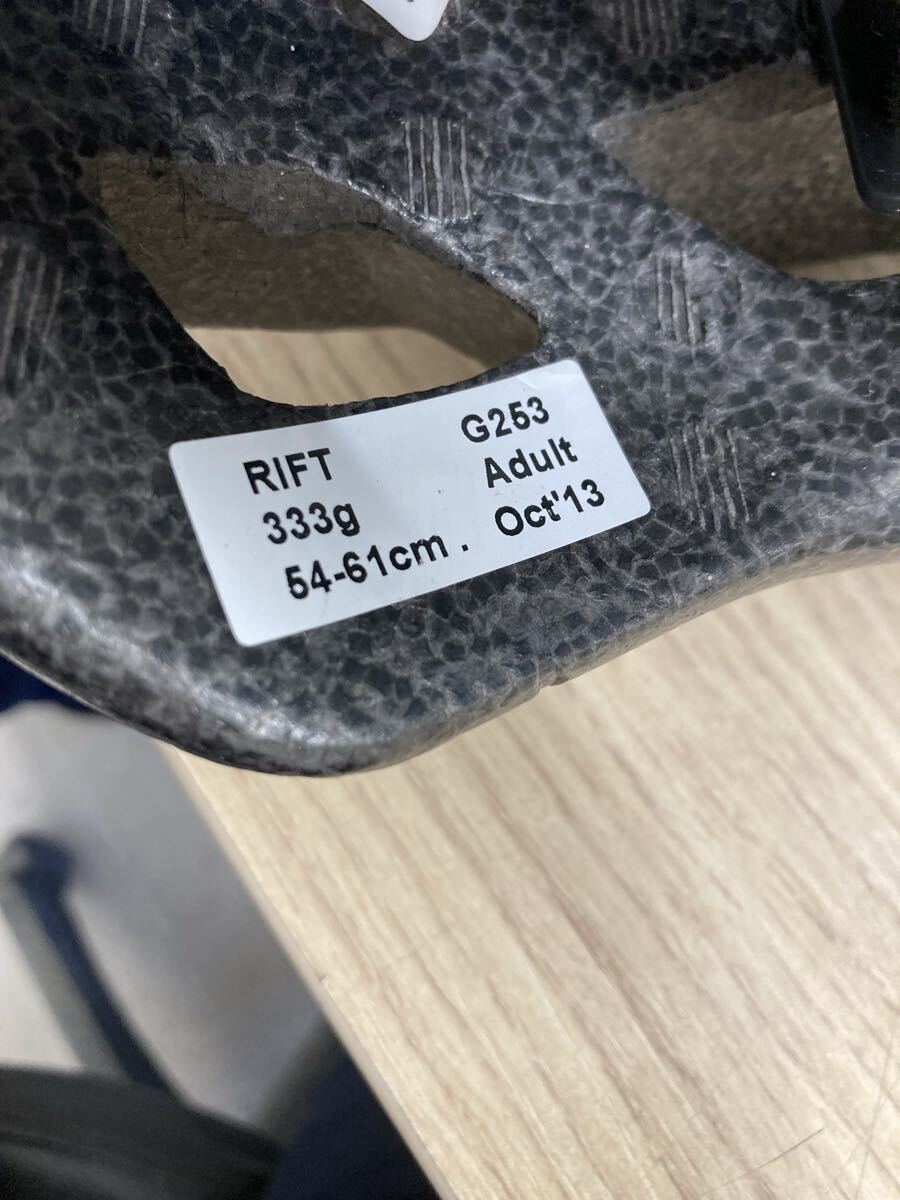 RIFT G253
333g Adult
54-61cm . Oct'13